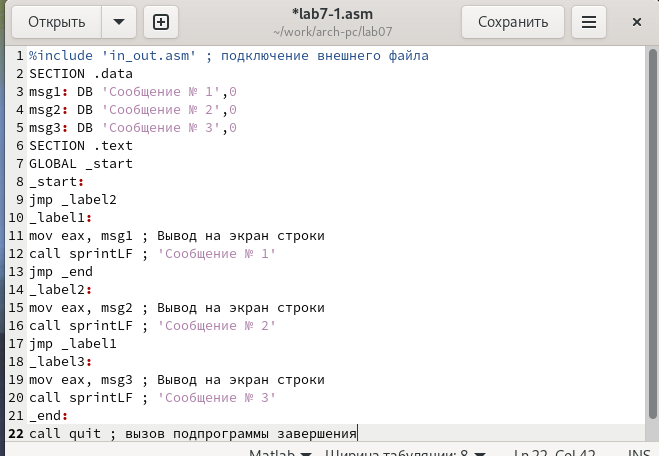 Открыть
*lab7-1.asm
~/work/arch-pc/lab07
Сохранить
1 %include 'in_out.asm' ; подключение внешнего файла
2 SECTION .data
3 msg1: DB 'Сообщение № 1',0
4 msg2: DB 'Сообщение № 2',0
5 msg3: DB 'Сообщение № 3',0
6 SECTION .text
7 GLOBAL _start
8 _start:
9 jmp _label2
10 _label1:
11 mov eax, msg1 ; Вывод на экран строки
12 call sprintLF ; 'Сообщение № 1'
13 jmp _end
14 _label2:
15 mov eax, msg2 ; Вывод на экран строки
16 call sprintLF ; 'Сообщение № 2'
17 jmp _label1
18 _label3:
19 mov eax, msg3 ; Вывод на экран строки
20 call sprintLF ; 'Сообщение № 3'
21 _end:
22 call quit ; вызов подпрограммы завершения
Matlab Ширина табуляции: 8 Ln 22, Col 42 INS